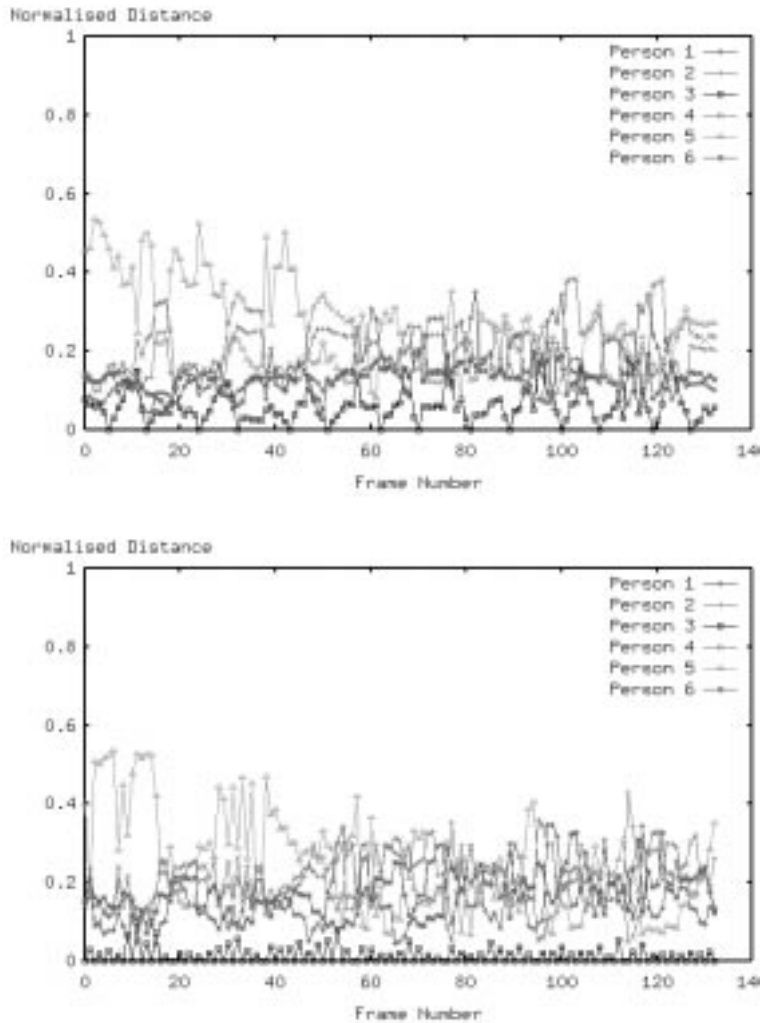 Normalised Distance
1
0.8
0.6
0.4
0.2
0
Person 1
Person 2
Person 3
Person 4
Person 5
Person 6
0 20 40 60 80 100 120 140
Frame Number
Normalised Distance
1
0.8
0.6
0.4
0.2
0
Person 1
Person 2
Person 3
Person 4
Person 5
Person 6
0 20 40 60 80 100 120 140
Frame Number